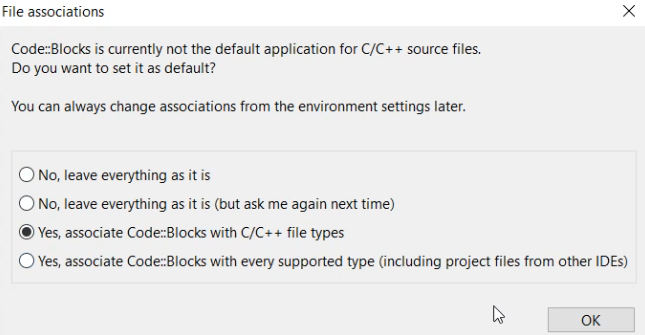 File associations
Code::Blocks is currently not the default application for C/C++ source files.
Do you want to set it as default?
You can always change associations from the environment settings later.
No, leave everything as it is
No, leave everything as it is (but ask me again next time)
Yes, associate Code::Blocks with C/C++ file types
Yes, associate Code::Blocks with every supported type (including project files from other IDEs)
OK